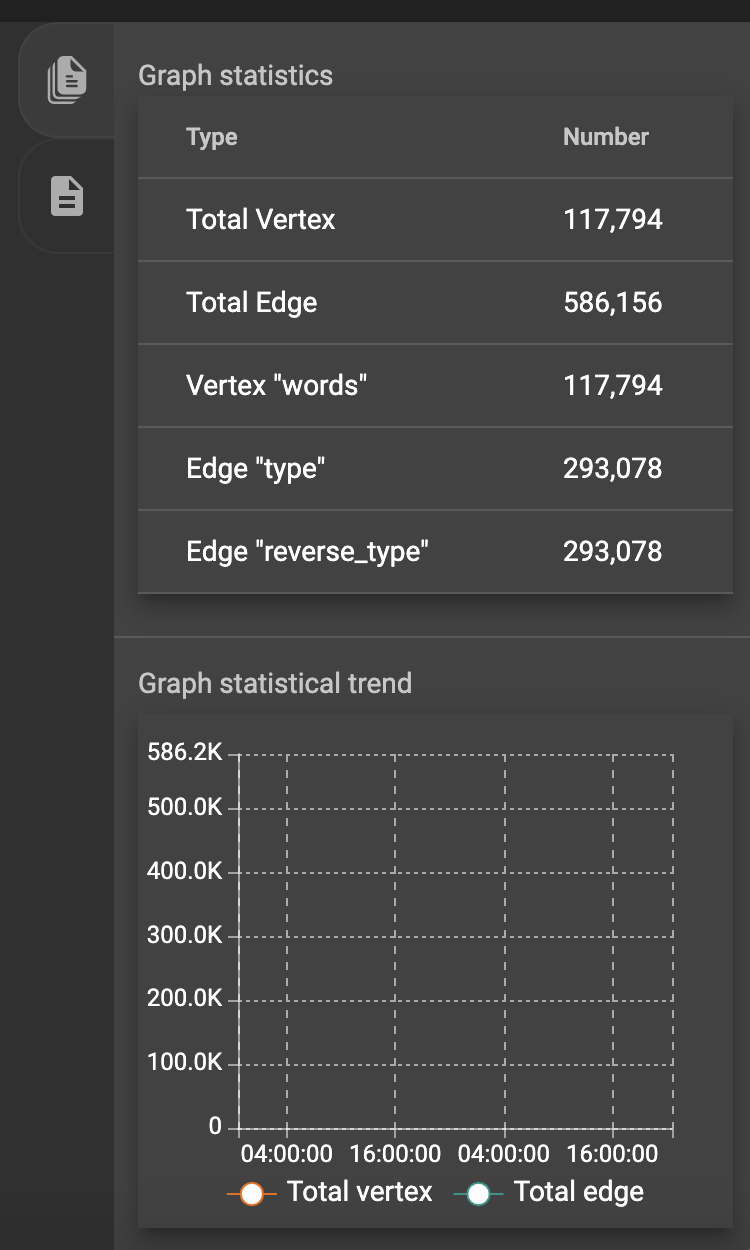 Graph statistics
Type Number
Total Vertex 117,794
Total Edge 586,156
Vertex "words" 117,794
Edge "type" 293,078
Edge "reverse_type" 293,078
Graph statistical trend
586.2K
500.0K
400.0K
300.0K
200.0K
100.0K
0
04:00:00 16:00:00 04:00:00 16:00:00
Total vertex Total edge